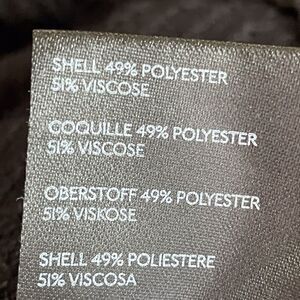 SHELL 49% POLYESTER
51% VISCOSE
COQUILLE 49% POLYESTER
51% VISCOSE
OBERSTOFF 49% POLYESTER
51% VISKOSE
SHELL 49% POLIESTERE
51% VISCOSA